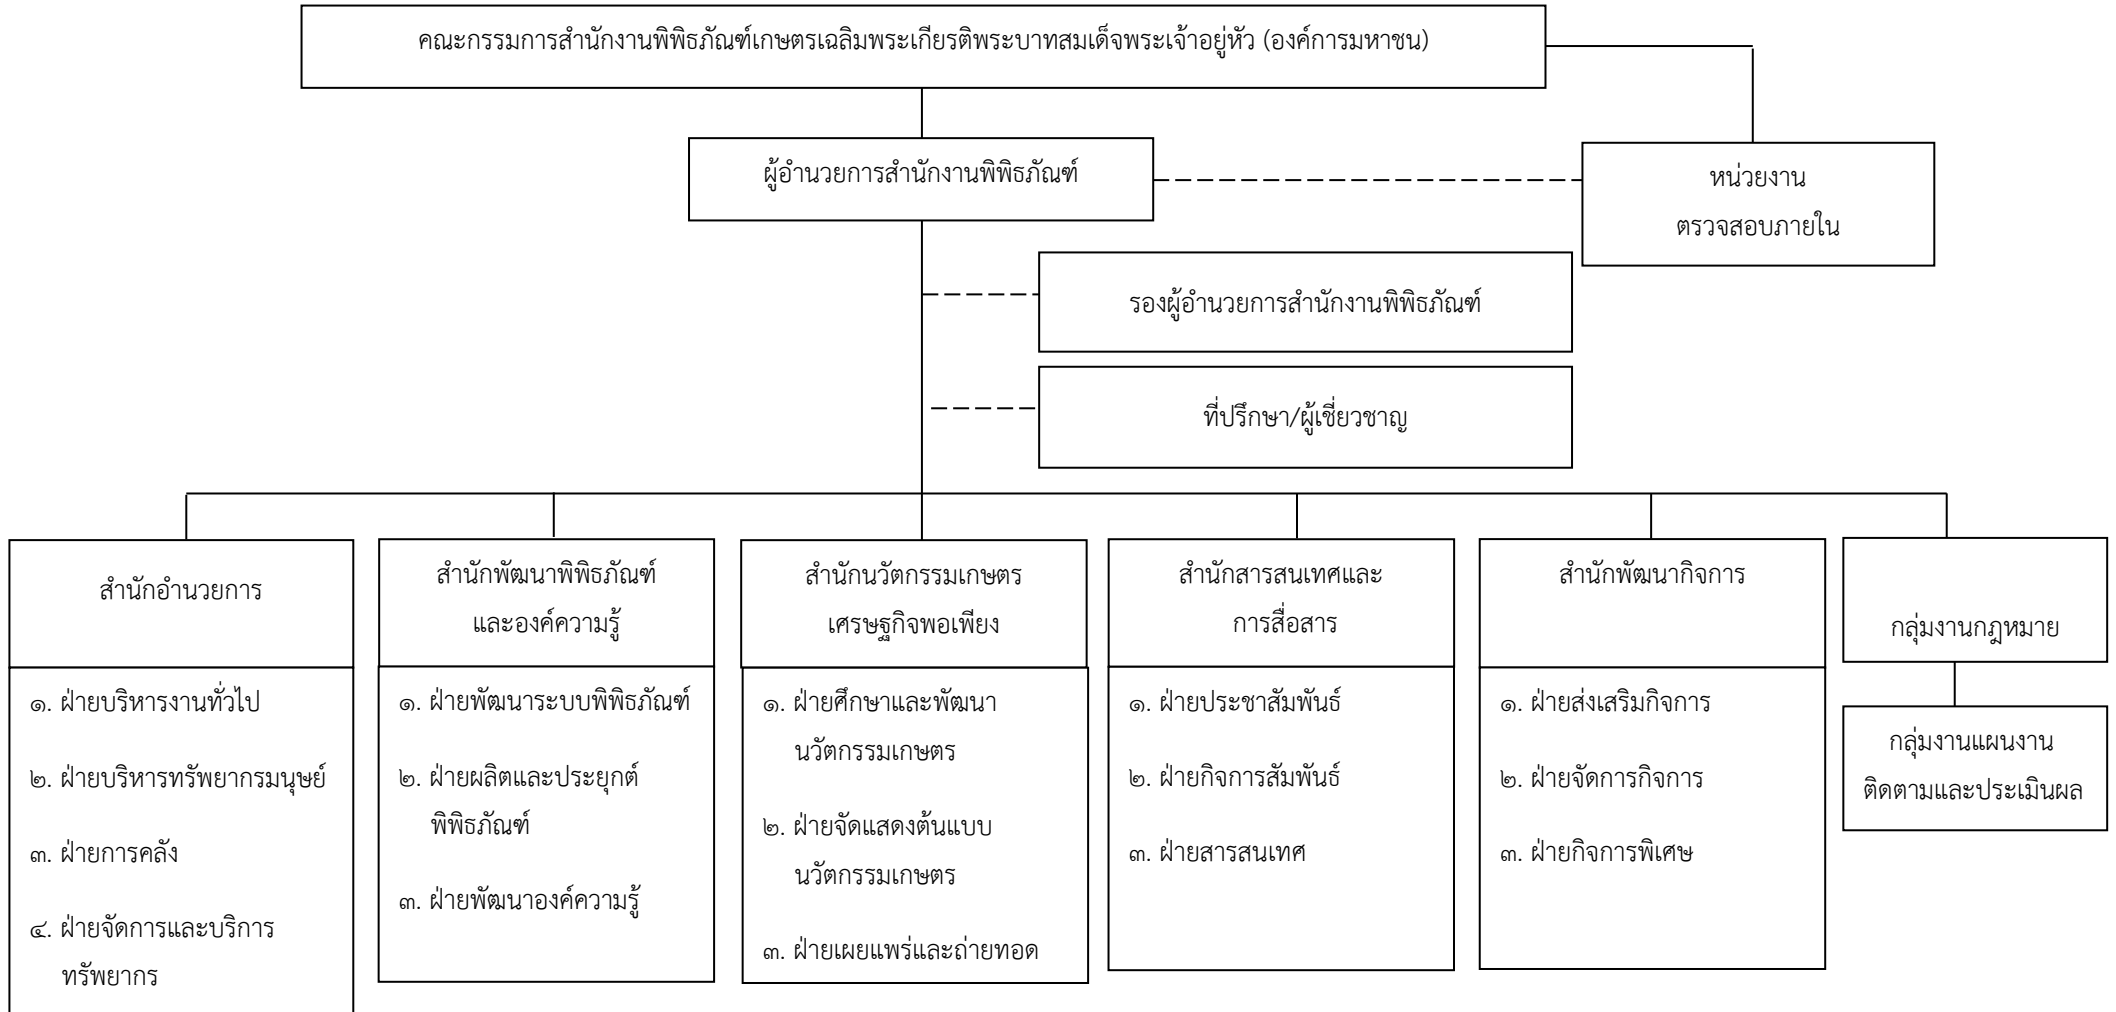 คณะกรรมการสำนักงานพิพิธภัณฑ์เกษตรเฉลิมพระเกียรติพระบาทสมเด็จพระเจ้าอยู่หัว (องค์การมหาชน)
ผู้อำนวยการสำนักงานพิพิธภัณฑ์
หน่วยงาน
ตรวจสอบภายใน
รองผู้อำนวยการสำนักงานพิพิธภัณฑ์
ที่ปรึกษา/ผู้เชี่ยวชาญ
สำนักอำนวยการ
๑. ฝ่ายบริหารงานทั่วไป
๒. ฝ่ายบริหารทรัพยากรมนุษย์
๓. ฝ่ายการคลัง
๔. ฝ่ายจัดการและบริการ
ทรัพยากร
สำนักพัฒนาพิพิธภัณฑ์
และองค์ความรู้
๑. ฝ่ายพัฒนาระบบพิพิธภัณฑ์
๒. ฝ่ายผลิตและประยุกต์
พิพิธภัณฑ์
๓. ฝ่ายพัฒนาองค์ความรู้
สำนักนวัตกรรมเกษตร
เศรษฐกิจพอเพียง
๑. ฝ่ายศึกษาและพัฒนา
นวัตกรรมเกษตร
๒. ฝ่ายจัดแสดงต้นแบบ
นวัตกรรมเกษตร
๓. ฝ่ายเผยแพร่และถ่ายทอด
สำนักสารสนเทศและ
การสื่อสาร
๑. ฝ่ายประชาสัมพันธ์
๒. ฝ่ายกิจการสัมพันธ์
๓. ฝ่ายสารสนเทศ
สำนักพัฒนากิจการ
๑. ฝ่ายส่งเสริมกิจการ
๒. ฝ่ายจัดการกิจการ
๓. ฝ่ายกิจการพิเศษ
กลุ่มงานกฎหมาย
กลุ่มงานแผนงาน
ติดตามและประเมินผล